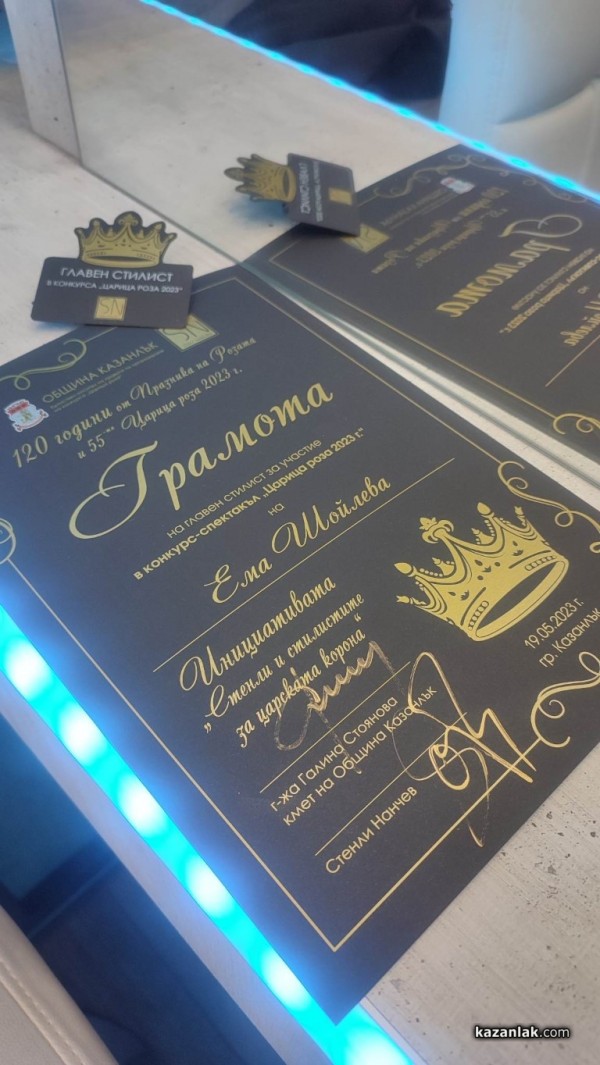 ГЛАВЕН СТИЛИСТ
В КОНКУРСА „ЦАРИЦА РОЗА 2023"
SN
SN
ОБЩИНА КАЗАНЛЪК
120 години от Празника на Розата
и 55-та Царица роза 2023 г.
Грамота
на главен стилист за участие
в конкурс-спектакъл „Царица роза 2023 г."
на
Ема Шойлева
Инициативата
„Стенли и стилистите
за царската корона"
19.05.2023 г.
гр. Казанлък
г-жа Галина Стоянова
кмет на Община Казанлък
Стенли Нанчев
kazanlak.com